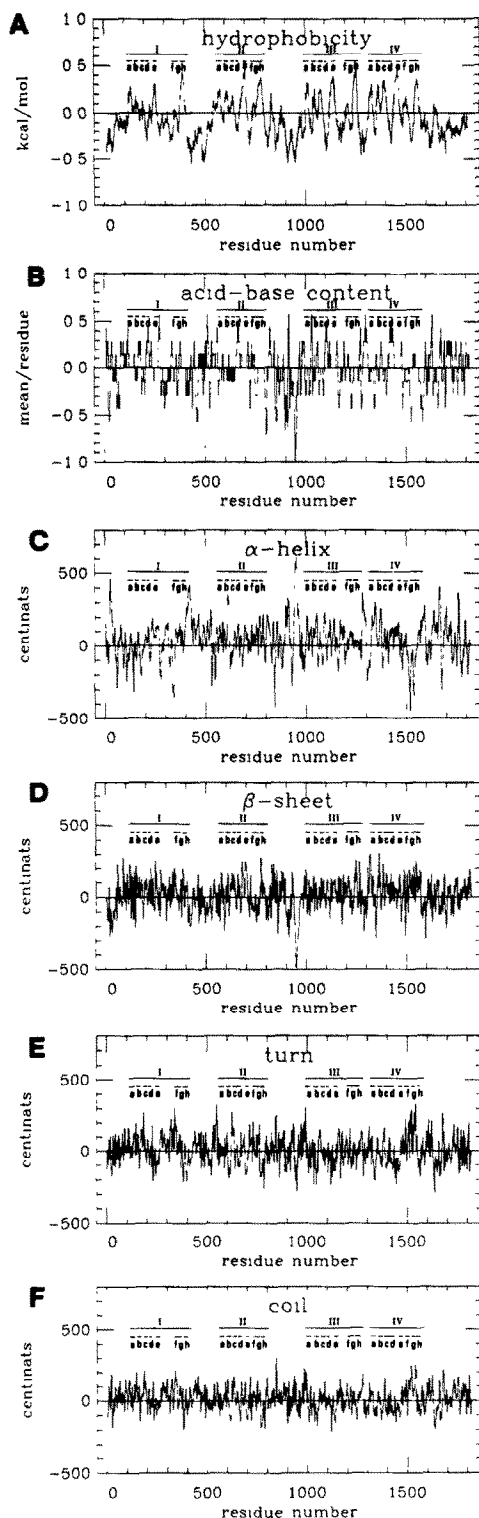 A
hydrophobicity
I II III IV
abcde fgh abcdefgh abcde fgh abcdefgh
1 0
0 5
0.0
-0 5
-1 0
kcal/mol
0 500 1000 1500
residue number
B
acid-base content
I II III IV
abcde fgh abcdefgh abcde fgh abcdefgh
1 0
0 5
0 0
-0 5
-1 0
mean/residue
0 500 1000 1500
residue number
C
α-helix
I II III IV
abcde fgh abcdefgh abcde fgh abcdefgh
500
0
-500
centinats
0 500 1000 1500
residue number
D
β-sheet
I II III IV
abcde fgh abcdefgh abcde fgh abcdefgh
500
0
-500
centinats
0 500 1000 1500
residue number
E
turn
I II III IV
abcde fgh abcdefgh abcde fgh abcdefgh
500
0
-500
centinats
0 500 1000 1500
residue number
F
coil
I II III IV
abcde fgh abcdefgh abcde fgh abcdefgh
500
0
-500
centinats
0 500 1000 1500
residue number